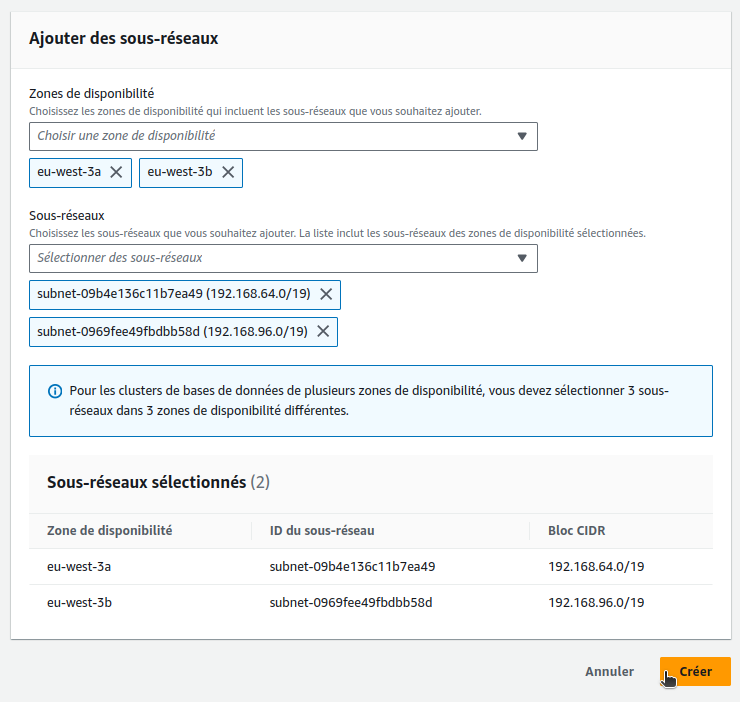 Ajouter des sous-réseaux
Zones de disponibilité
Choisissez les zones de disponibilité qui incluent les sous-réseaux que vous souhaitez ajouter.
Choisir une zone de disponibilité
eu-west-3a eu-west-3b
Sous-réseaux
Choisissez les sous-réseaux que vous souhaitez ajouter. La liste inclut les sous-réseaux des zones de disponibilité sélectionnées.
Sélectionner des sous-réseaux
subnet-09b4e136c11b7ea49 (192.168.64.0/19)
subnet-0969fee49fbdbb58d (192.168.96.0/19)
Pour les clusters de bases de données de plusieurs zones de disponibilité, vous devez sélectionner 3 sous-
réseaux dans 3 zones de disponibilité différentes.
Sous-réseaux sélectionnés (2)
Zone de disponibilité ID du sous-réseau Bloc CIDR
eu-west-3a subnet-09b4e136c11b7ea49 192.168.64.0/19
eu-west-3b subnet-0969fee49fbdbb58d 192.168.96.0/19
Annuler Créer